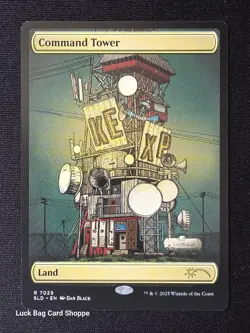 Command Tower
KE
XP
Land
R 7029
SLD • EN Dan Black
™ & © 2025 Wizards of the Coast
Luck Bag Card Shoppe